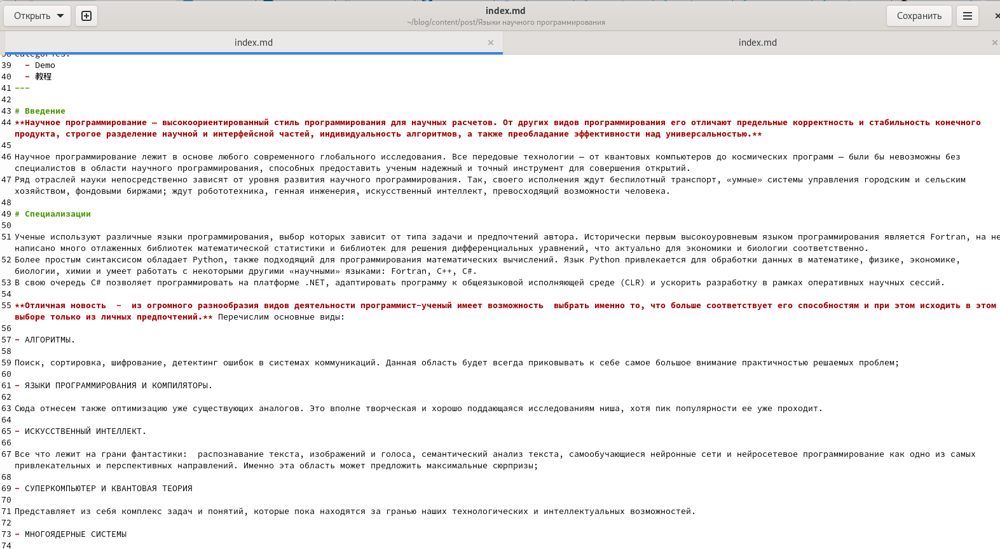 Открыть
index.md
~/blog/content/post/Языки научного программирования
Сохранить
index.md
index.md
38 categories:
39 - Demo
40 - 教程
41 ---
42
43 # Введение
44 **Научное программирование — высокоориентированный стиль программирования для научных расчетов. От других видов программирования его отличают предельные корректность и стабильность конечного
продукта, строгое разделение научной и интерфейсной частей, индивидуальность алгоритмов, а также преобладание эффективности над универсальностью.**
45
46 Научное программирование лежит в основе любого современного глобального исследования. Все передовые технологии — от квантовых компьютеров до космических программ — были бы невозможны без
специалистов в области научного программирования, способных предоставить ученым надежный и точный инструмент для совершения открытий.
47 Ряд отраслей науки непосредственно зависят от уровня развития научного программирования. Так, своего исполнения ждут беспилотный транспорт, «умные» системы управления городским и сельским
хозяйством, фондовыми биржами; ждут робототехника, генная инженерия, искусственный интеллект, превосходящий возможности человека.
48
49 # Специализации
50
51 Ученые используют различные языки программирования, выбор которых зависит от типа задачи и предпочтений автора. Исторически первым высокоуровневым языком программирования является Fortran, на не
написано много отлаженных библиотек математической статистики и библиотек для решения дифференциальных уравнений, что актуально для экономики и биологии соответственно.
52 Более простым синтаксисом обладает Python, также подходящий для программирования математических вычислений. Язык Python привлекается для обработки данных в математике, физике, экономике,
биологии, химии и умеет работать с некоторыми другими «научными» языками: Fortran, C++, C#.
53 В свою очередь C# позволяет программировать на платформе .NET, адаптировать программу к общеязыковой исполняющей среде (CLR) и ускорить разработку в рамках оперативных научных сессий.
54
55 **Отличная новость  -  из огромного разнообразия видов деятельности программист-ученый имеет возможность  выбрать именно то, что больше соответствует его способностям и при этом исходить в этом
выборе только из личных предпочтений.** Перечислим основные виды:
56
57 - АЛГОРИТМЫ.
58
59 Поиск, сортировка, шифрование, детектинг ошибок в системах коммуникаций. Данная область будет всегда приковывать к себе самое большое внимание практичностью решаемых проблем;
60
61 - ЯЗЫКИ ПРОГРАММИРОВАНИЯ И КОМПИЛЯТОРЫ.
62
63 Сюда отнесем также оптимизацию уже существующих аналогов. Это вполне творческая и хорошо поддающаяся исследованиям ниша, хотя пик популярности ее уже проходит.
64
65 - ИСКУССТВЕННЫЙ ИНТЕЛЛЕКТ.
66
67 Все что лежит на грани фантастики:  распознавание текста, изображений и голоса, семантический анализ текста, самообучающиеся нейронные сети и нейросетевое программирование как одно из самых
привлекательных и перспективных направлений. Именно эта область может предложить максимальные сюрпризы;
68
69 - СУПЕРКОМПЬЮТЕР И КВАНТОВАЯ ТЕОРИЯ
70
71 Представляет из себя комплекс задач и понятий, которые пока находятся за гранью наших технологических и интеллектуальных возможностей.
72
73 - МНОГОЯДЕРНЫЕ СИСТЕМЫ
74